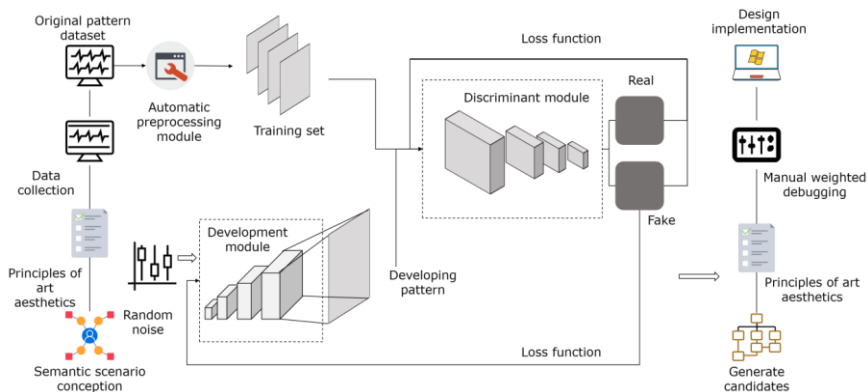 Original pattern
dataset
Automatic
preprocessing
module
Training set
Data
collection
Principles of
art
aesthetics
Semantic scenario
conception
Random
noise
Development
module
Developing
pattern
Loss function
Discriminant module
Real
Fake
Loss function
Design
implementation
Manual weighted
debugging
Principles of art
aesthetics
Generate
candidates